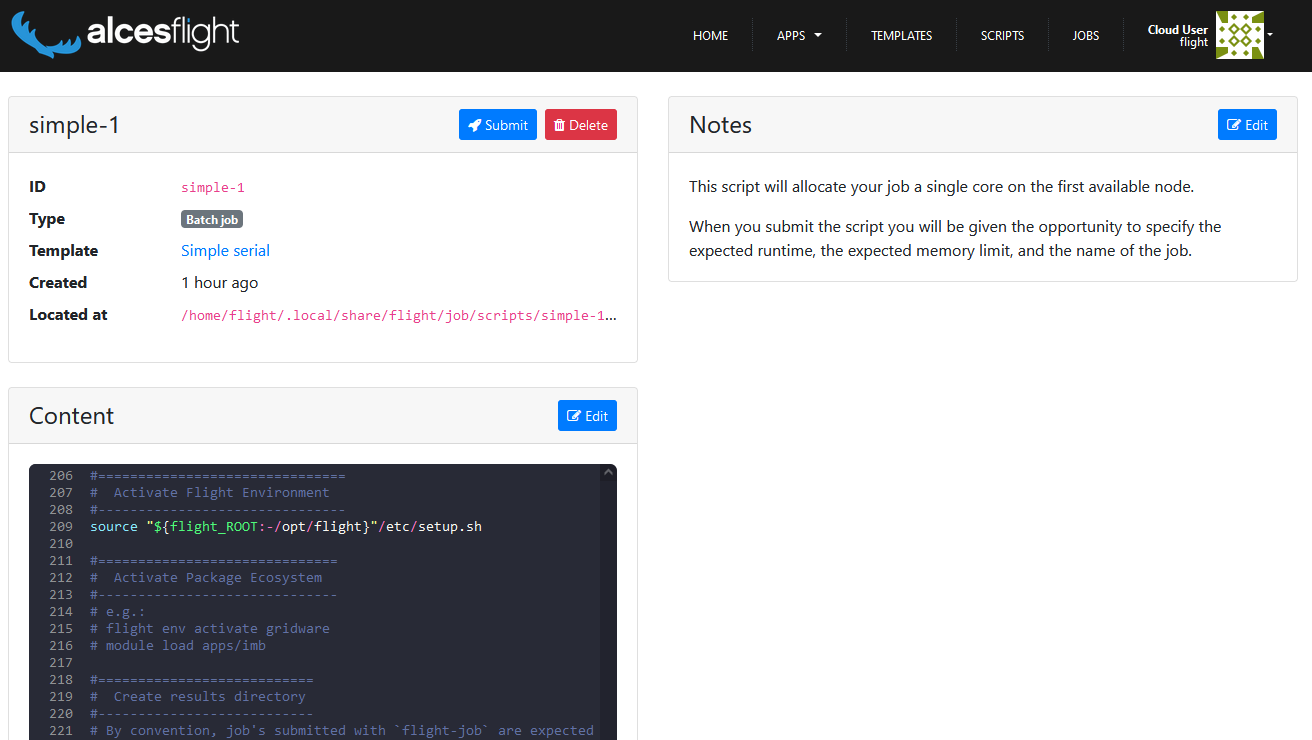 alcesflight
HOME
APPS
TEMPLATES
SCRIPTS
JOBS
Cloud User
flight
simple-1
Submit
Delete
ID simple-1
Type Batch job
Template Simple serial
Created 1 hour ago
Located at /home/flight/.local/share/flight/job/scripts/simple-1...
Notes
Edit
This script will allocate your job a single core on the first available node.
When you submit the script you will be given the opportunity to specify the
expected runtime, the expected memory limit, and the name of the job.
Content
Edit
206 #===============================
207 #  Activate Flight Environment
208 #-------------------------------
209 source "${flight_ROOT:-/opt/flight}"/etc/setup.sh
210
211 #==============================
212 #  Activate Package Ecosystem
213 #------------------------------
214 # e.g.:
215 # flight env activate gridware
216 # module load apps/imb
217
218 #===========================
219 #  Create results directory
220 #---------------------------
221 # By convention, job's submitted with `flight-job` are expected